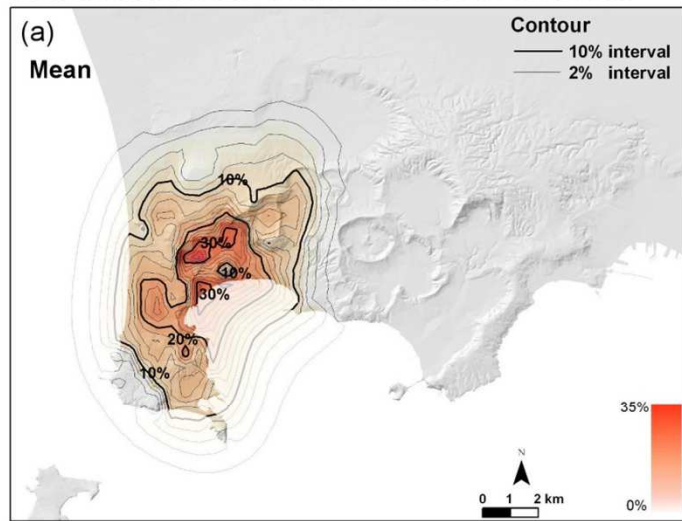 (a)
Mean
Contour
10% interval
2% interval
10%
30%
10%
30%
20%
10%
35%
0%
N
0 1 2 km